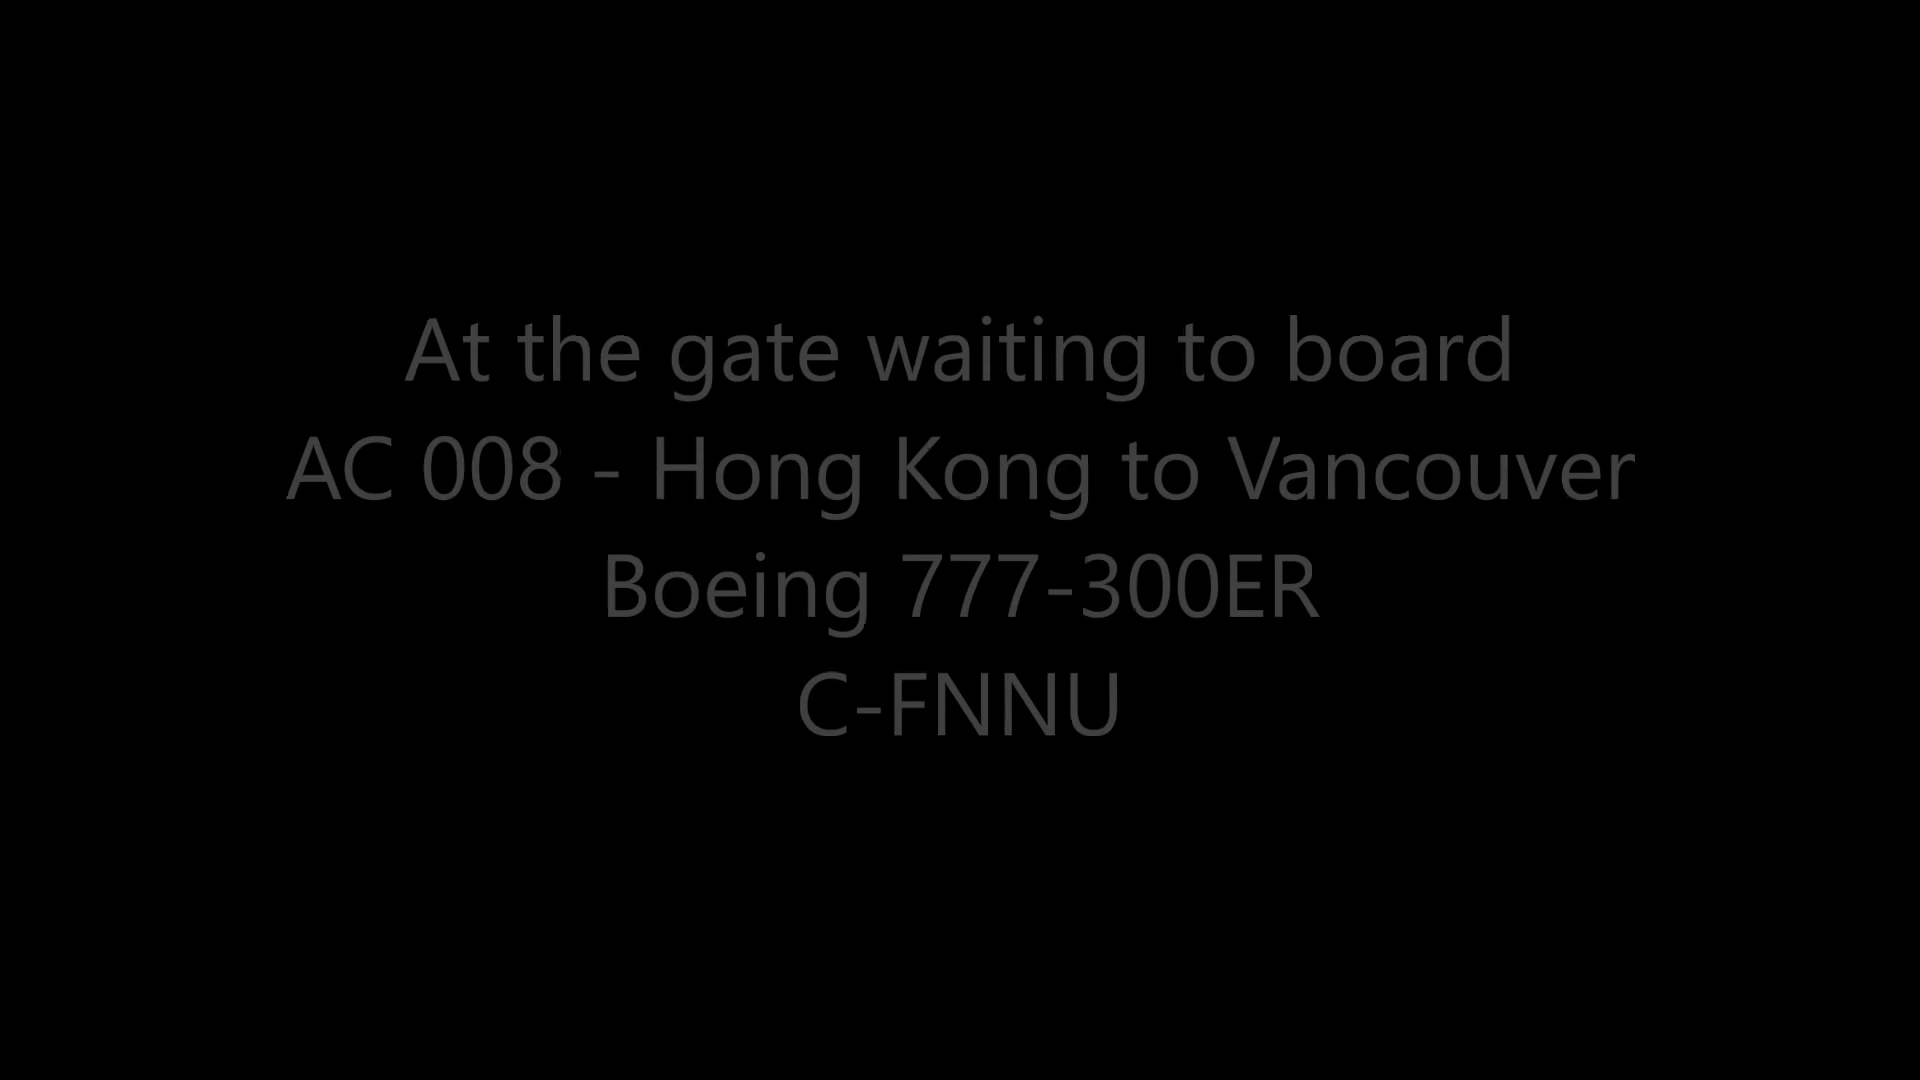 At the gate waiting to board
AC 008 - Hong Kong to Vancouver
Boeing 777-300ER
C-FNNU